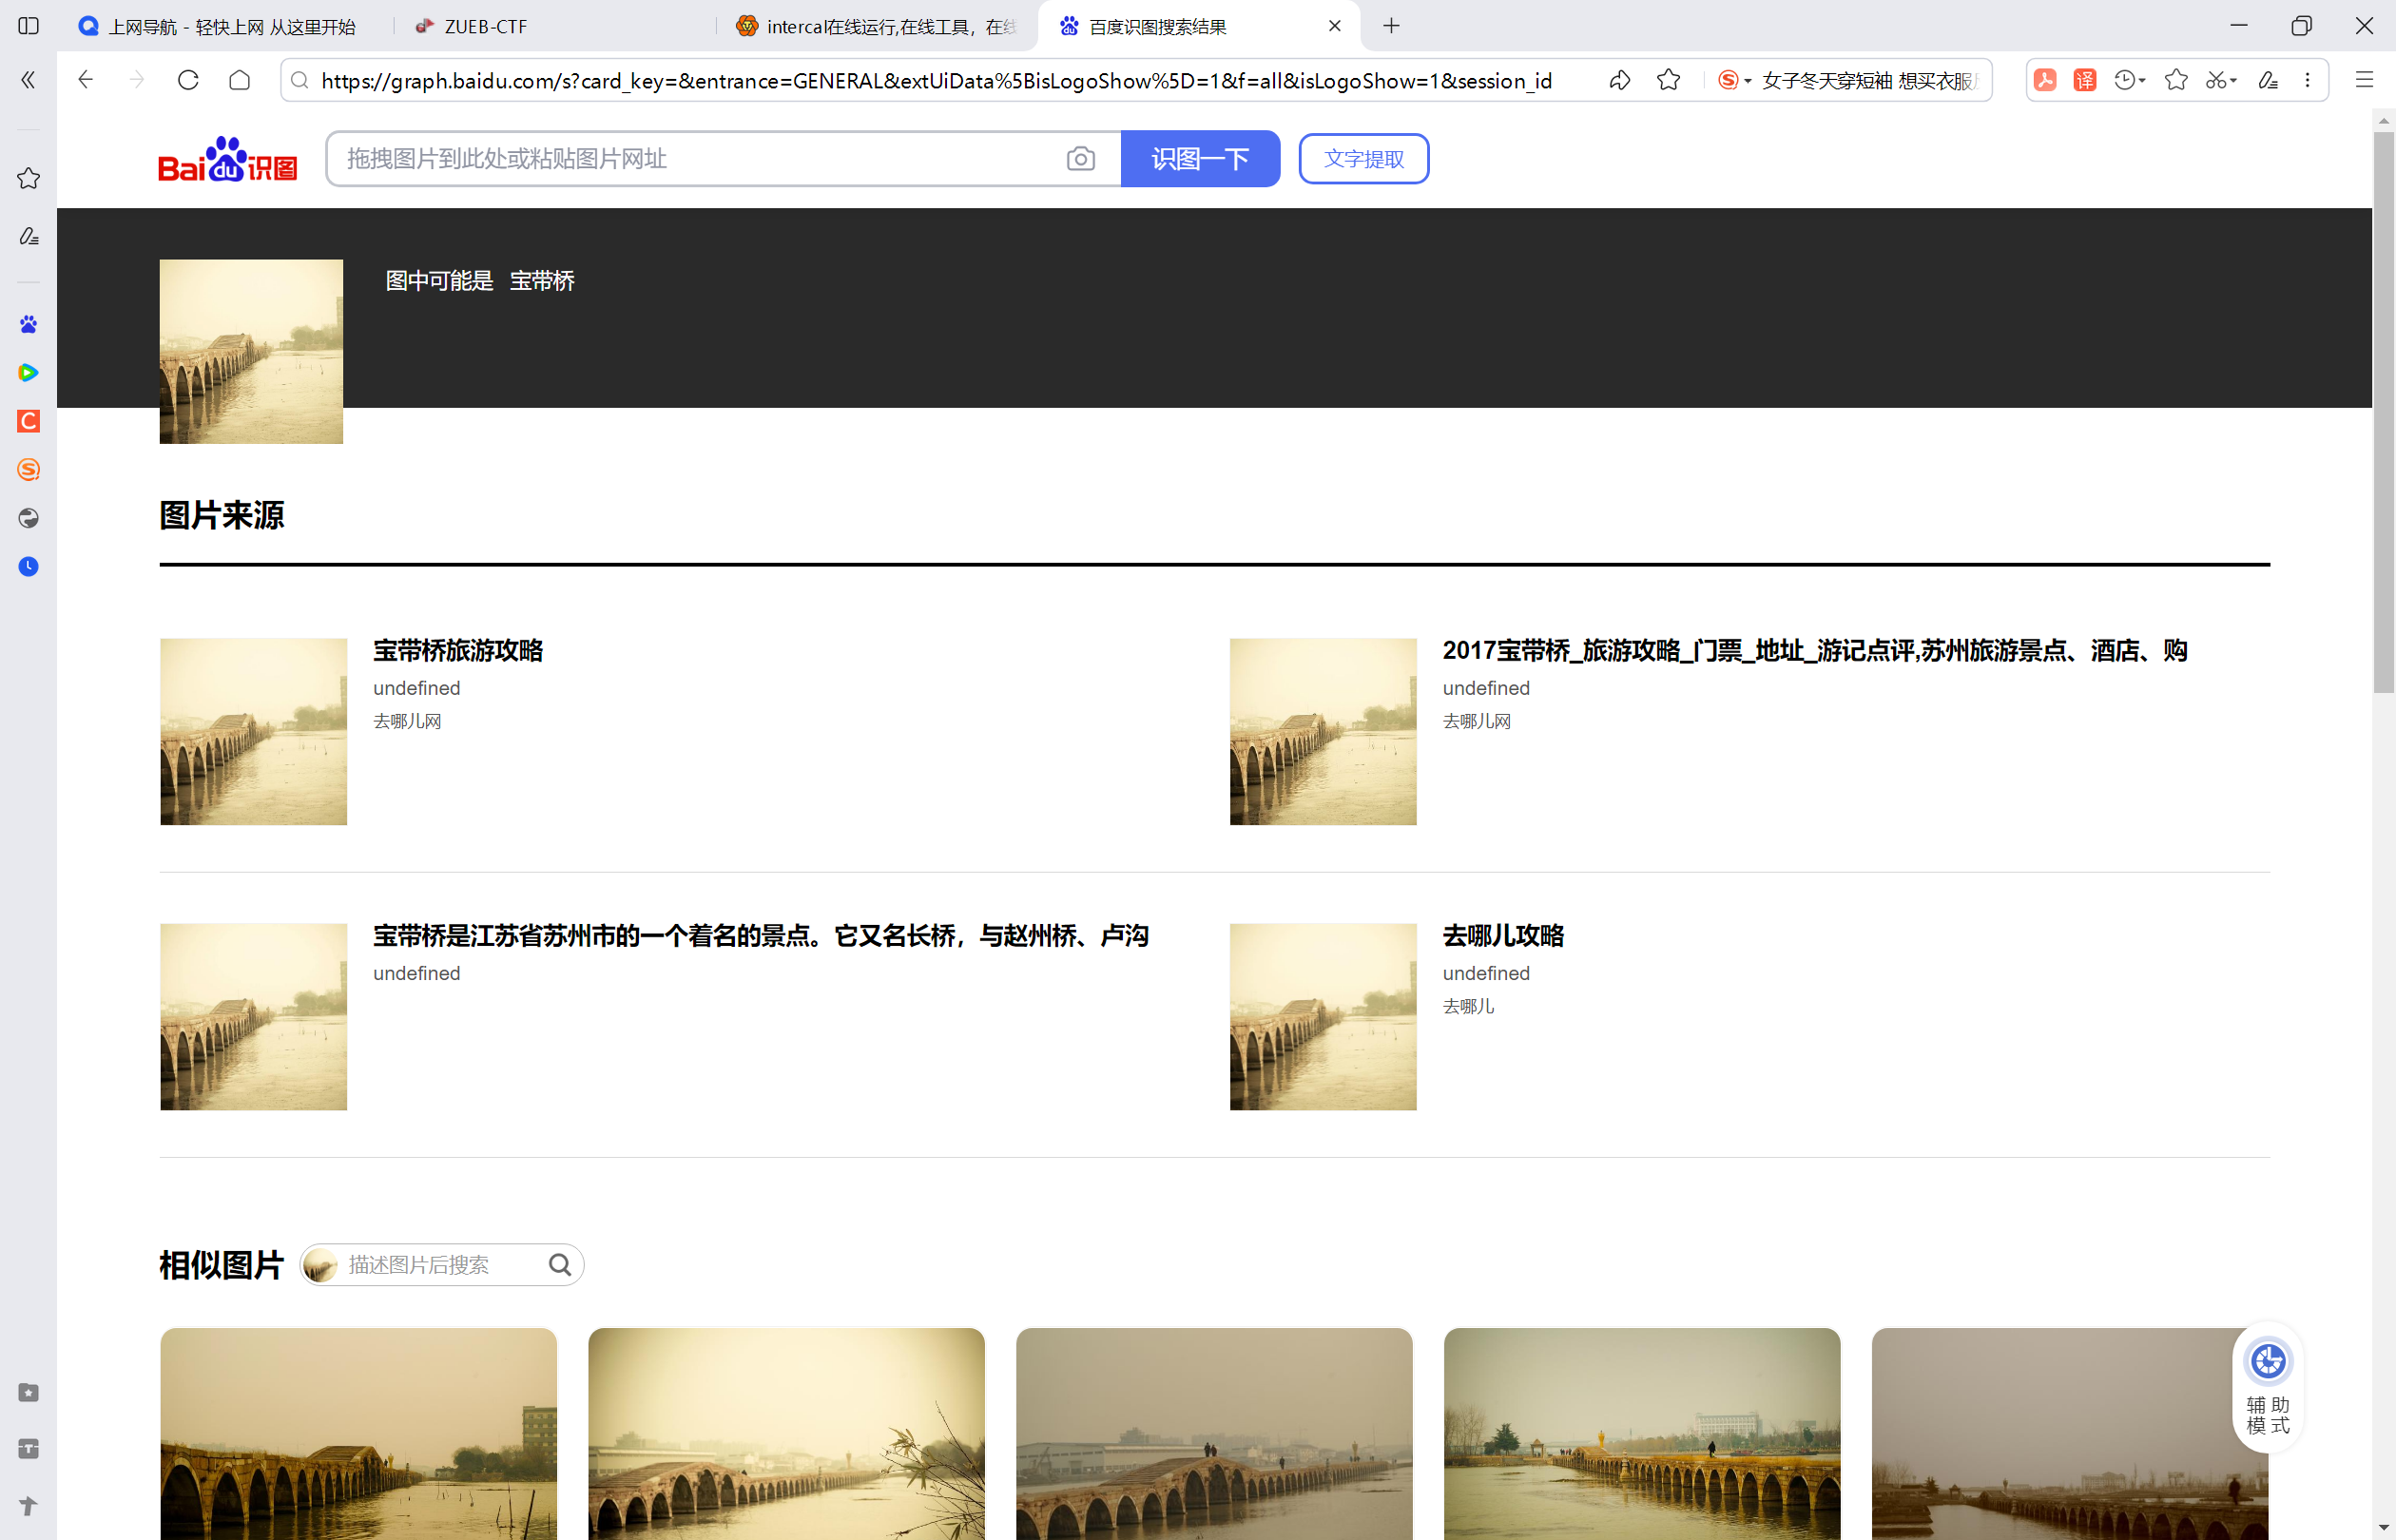 上网导航 - 轻快上网 从这里开始
ZUEB-CTF
intercal在线运行,在线工具，在线
百度识图搜索结果
https://graph.baidu.com/s?card_key=&entrance=GENERAL&extUiData%5BisLogoShow%5D=1&f=all&isLogoShow=1&session_id
女子冬天穿短袖 想买衣服
译
Bai du 识图
拖拽图片到此处或粘贴图片网址
识图一下
文字提取
图中可能是 宝带桥
图片来源
宝带桥旅游攻略
undefined
去哪儿网
2017宝带桥_旅游攻略_门票_地址_游记点评,苏州旅游景点、酒店、购
undefined
去哪儿网
宝带桥是江苏省苏州市的一个着名的景点。它又名长桥，与赵州桥、卢沟
undefined
去哪儿攻略
undefined
去哪儿
相似图片
描述图片后搜索
辅助
模式